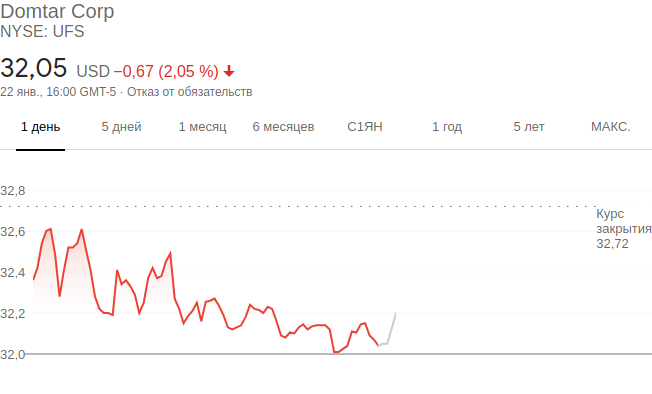 Domtar Corp
NYSE: UFS
32,05 USD −0,67 (2,05 %)
22 янв., 16:00 GMT-5 · Отказ от обязательств
1 день 5 дней 1 месяц 6 месяцев С1ЯН 1 год 5 лет МАКС.
32,8
Курс
закрытия
32,72
32,6
32,4
32,2
32,0